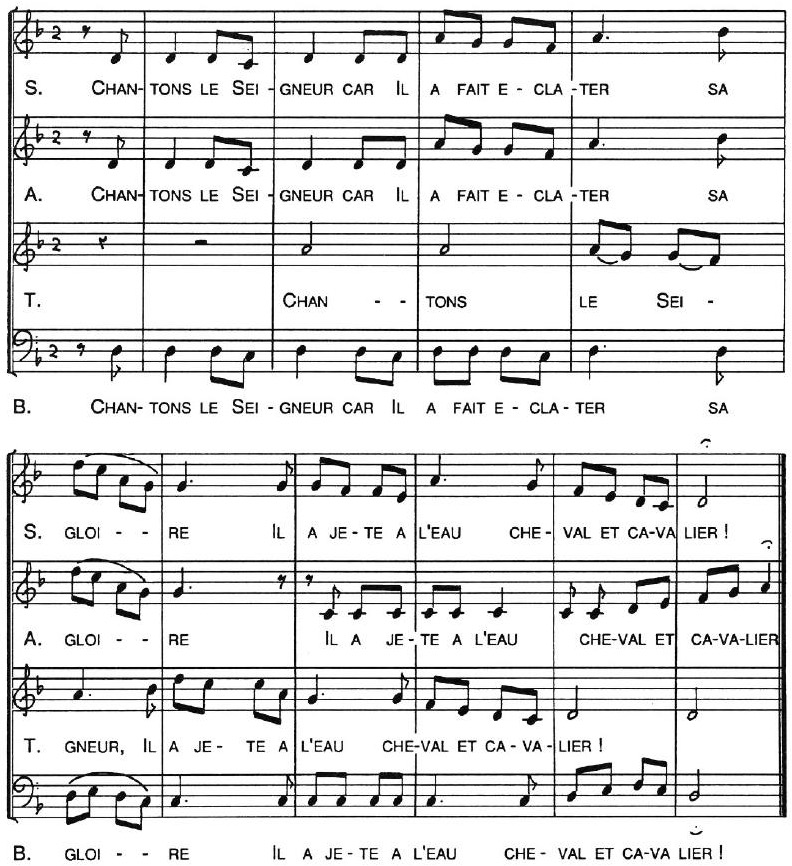 S. CHAN- TONS LE SEI - GNEUR CAR IL A FAIT E - CLA - TER SA
A. CHAN- TONS LE SEI - GNEUR CAR IL A FAIT E - CLA - TER SA
T. CHAN - - TONS LE SEI -
B. CHAN- TONS LE SEI - GNEUR CAR IL A FAIT E - CLA - TER SA
S. GLOI - - RE IL A JE - TE A L'EAU CHE- VAL ET CA-VA LIER !
A. GLOI - - RE IL A JE - TE A L'EAU CHE-VAL ET CA-VA-LIER
T. GNEUR, IL A JE - TE A L'EAU CHE-VAL ET CA - VA - LIER !
B. GLOI - - RE IL A JE - TE A L'EAU CHE- VAL ET CA-VA LIER !